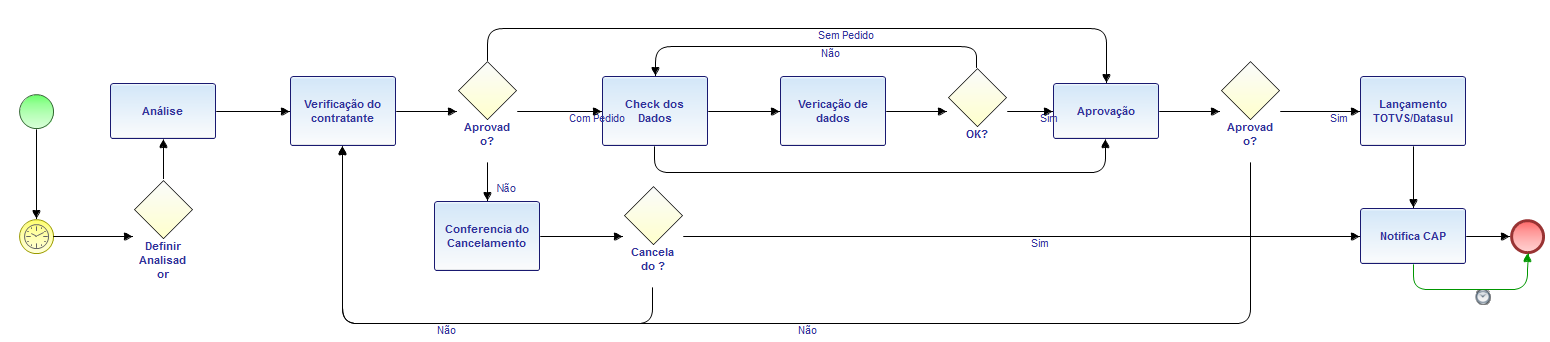 Sem Pedido
Não
Análise
Verificação do
contratante
Aprovad
o?
Com Pedido
Check dos
Dados
Vericação de
dados
OK?
Sim
Aprovação
Aprovad
o?
Sim
Lançamento
TOTVS/Datasul
Não
Definir
Analisad
or
Conferencia do
Cancelamento
Cancela
do ?
Sim
Notifica CAP
Não
Não